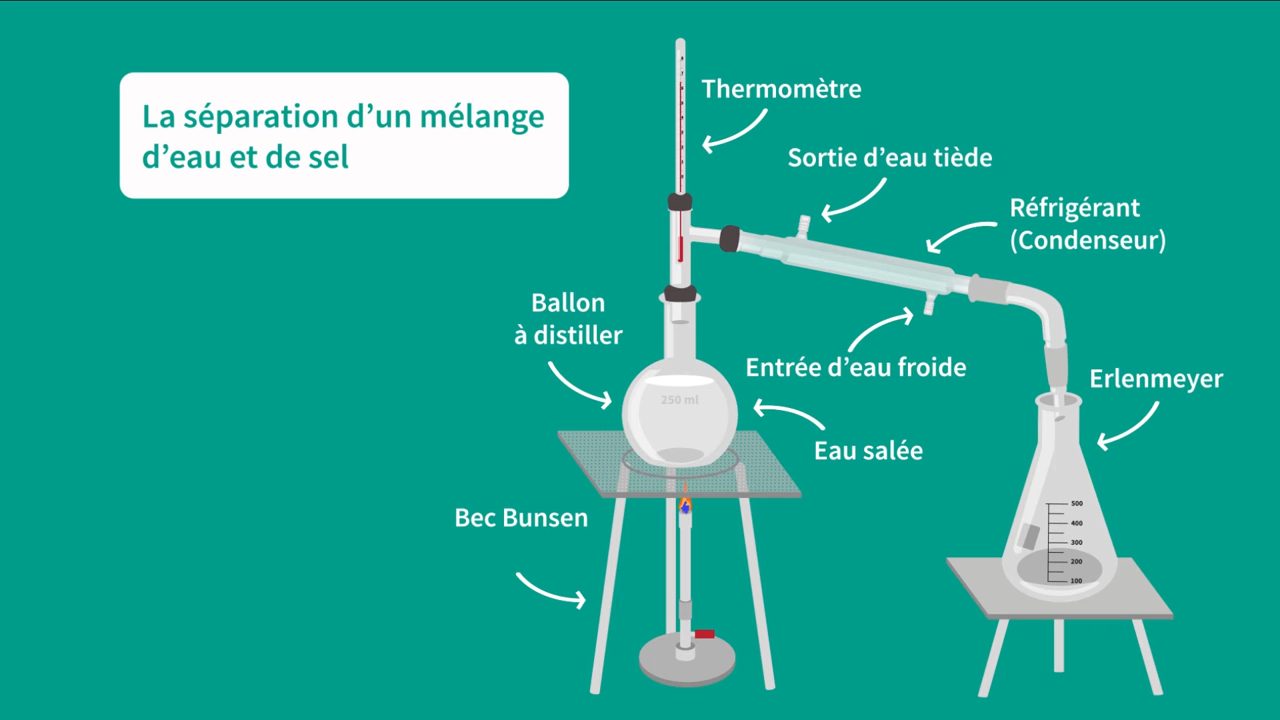 La séparation d’un mélange
d’eau et de sel
Thermomètre
Sortie d’eau tiède
Réfrigérant
(Condenseur)
Ballon
à distiller
Entrée d’eau froide
Erlenmeyer
250 ml
Eau salée
Bec Bunsen
500
400
300
200
100